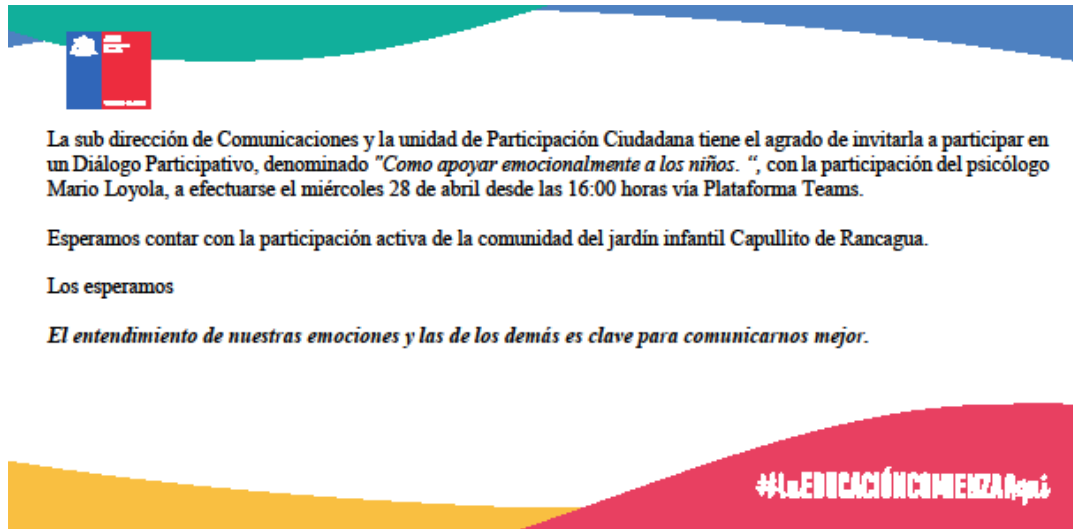 La sub dirección de Comunicaciones y la unidad de Participación Ciudadana tiene el agrado de invitarla a participar en
un Diálogo Participativo, denominado "Como apoyar emocionalmente a los niños. “, con la participación del psicólogo
Mario Loyola, a efectuarse el miércoles 28 de abril desde las 16:00 horas vía Plataforma Teams.
Esperamos contar con la participación activa de la comunidad del jardín infantil Capullito de Rancagua.
Los esperamos
El entendimiento de nuestras emociones y las de los demás es clave para comunicarnos mejor.
#LaEDUCACIÓNCOMIENZAAquí